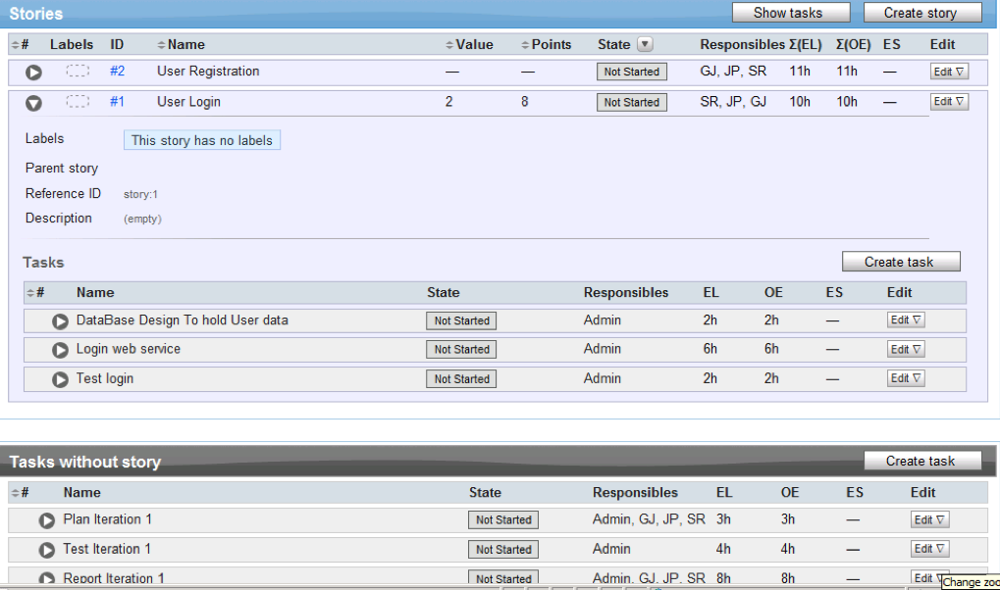 Stories Show tasks Create story
# Labels ID Name Value Points State Responsibles Σ(EL) Σ(OE) ES Edit
#2 User Registration — — Not Started GJ, JP, SR 11h 11h — Edit
#1 User Login 2 8 Not Started SR, JP, GJ 10h 10h — Edit
Labels This story has no labels
Parent story
Reference ID story:1
Description (empty)
Tasks Create task
# Name State Responsibles EL OE ES Edit
DataBase Design To hold User data Not Started Admin 2h 2h — Edit
Login web service Not Started Admin 6h 6h — Edit
Test login Not Started Admin 2h 2h — Edit
Tasks without story Create task
# Name State Responsibles EL OE ES Edit
Plan Iteration 1 Not Started Admin, GJ, JP, SR 3h 3h — Edit
Test Iteration 1 Not Started Admin 4h 4h — Edit
Report Iteration 1 Not Started Admin, GJ, JP, SR 8h 8h — Edit
Change zoo